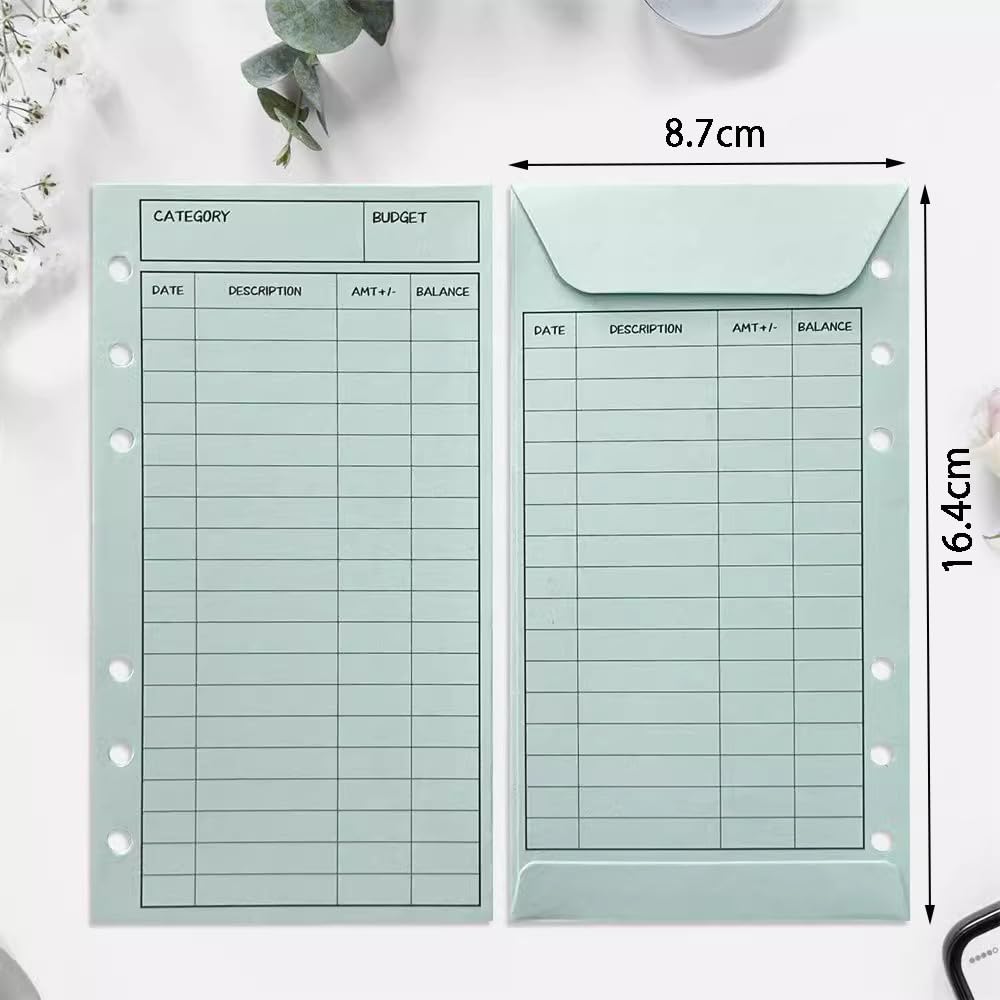 8.7cm
CATEGORY BUDGET
DATE DESCRIPTION AMT+/- BALANCE
DATE DESCRIPTION AMT+/- BALANCE
16.4cm